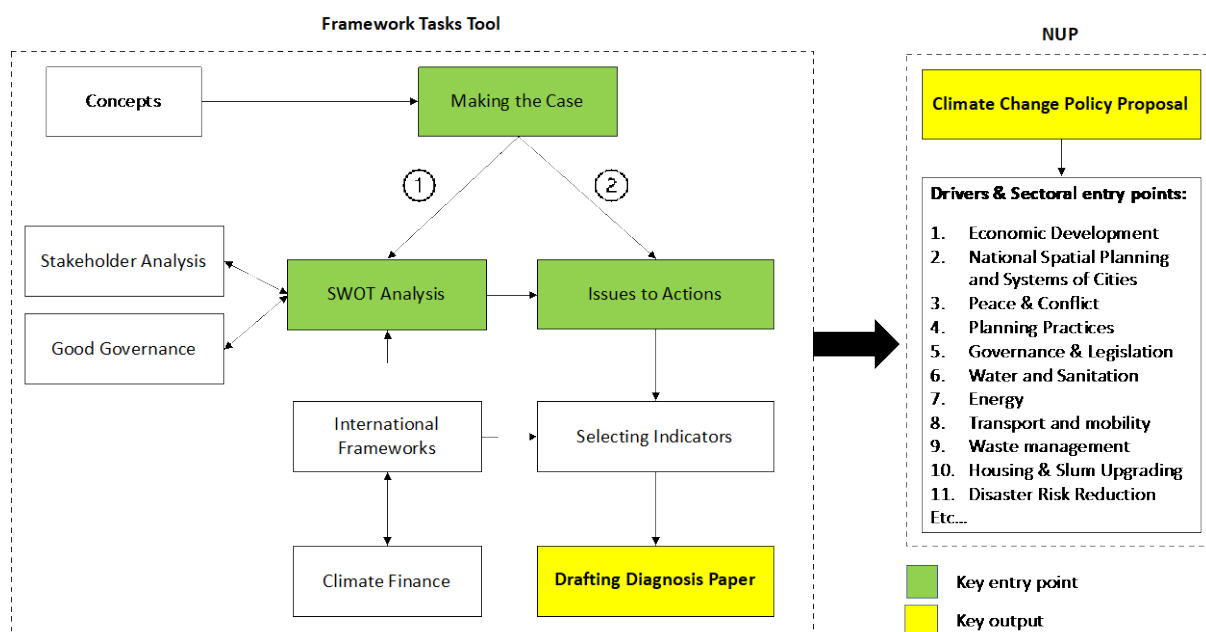 Framework Tasks Tool
NUP
Concepts
Making the Case
Climate Change Policy Proposal
1
2
Drivers & Sectoral entry points:
1. Economic Development
2. National Spatial Planning
and Systems of Cities
3. Peace & Conflict
4. Planning Practices
5. Governance & Legislation
6. Water and Sanitation
7. Energy
8. Transport and mobility
9. Waste management
10. Housing & Slum Upgrading
11. Disaster Risk Reduction
Etc...
Stakeholder Analysis
SWOT Analysis
Issues to Actions
Good Governance
International
Frameworks
Selecting Indicators
Climate Finance
Drafting Diagnosis Paper
Key entry point
Key output